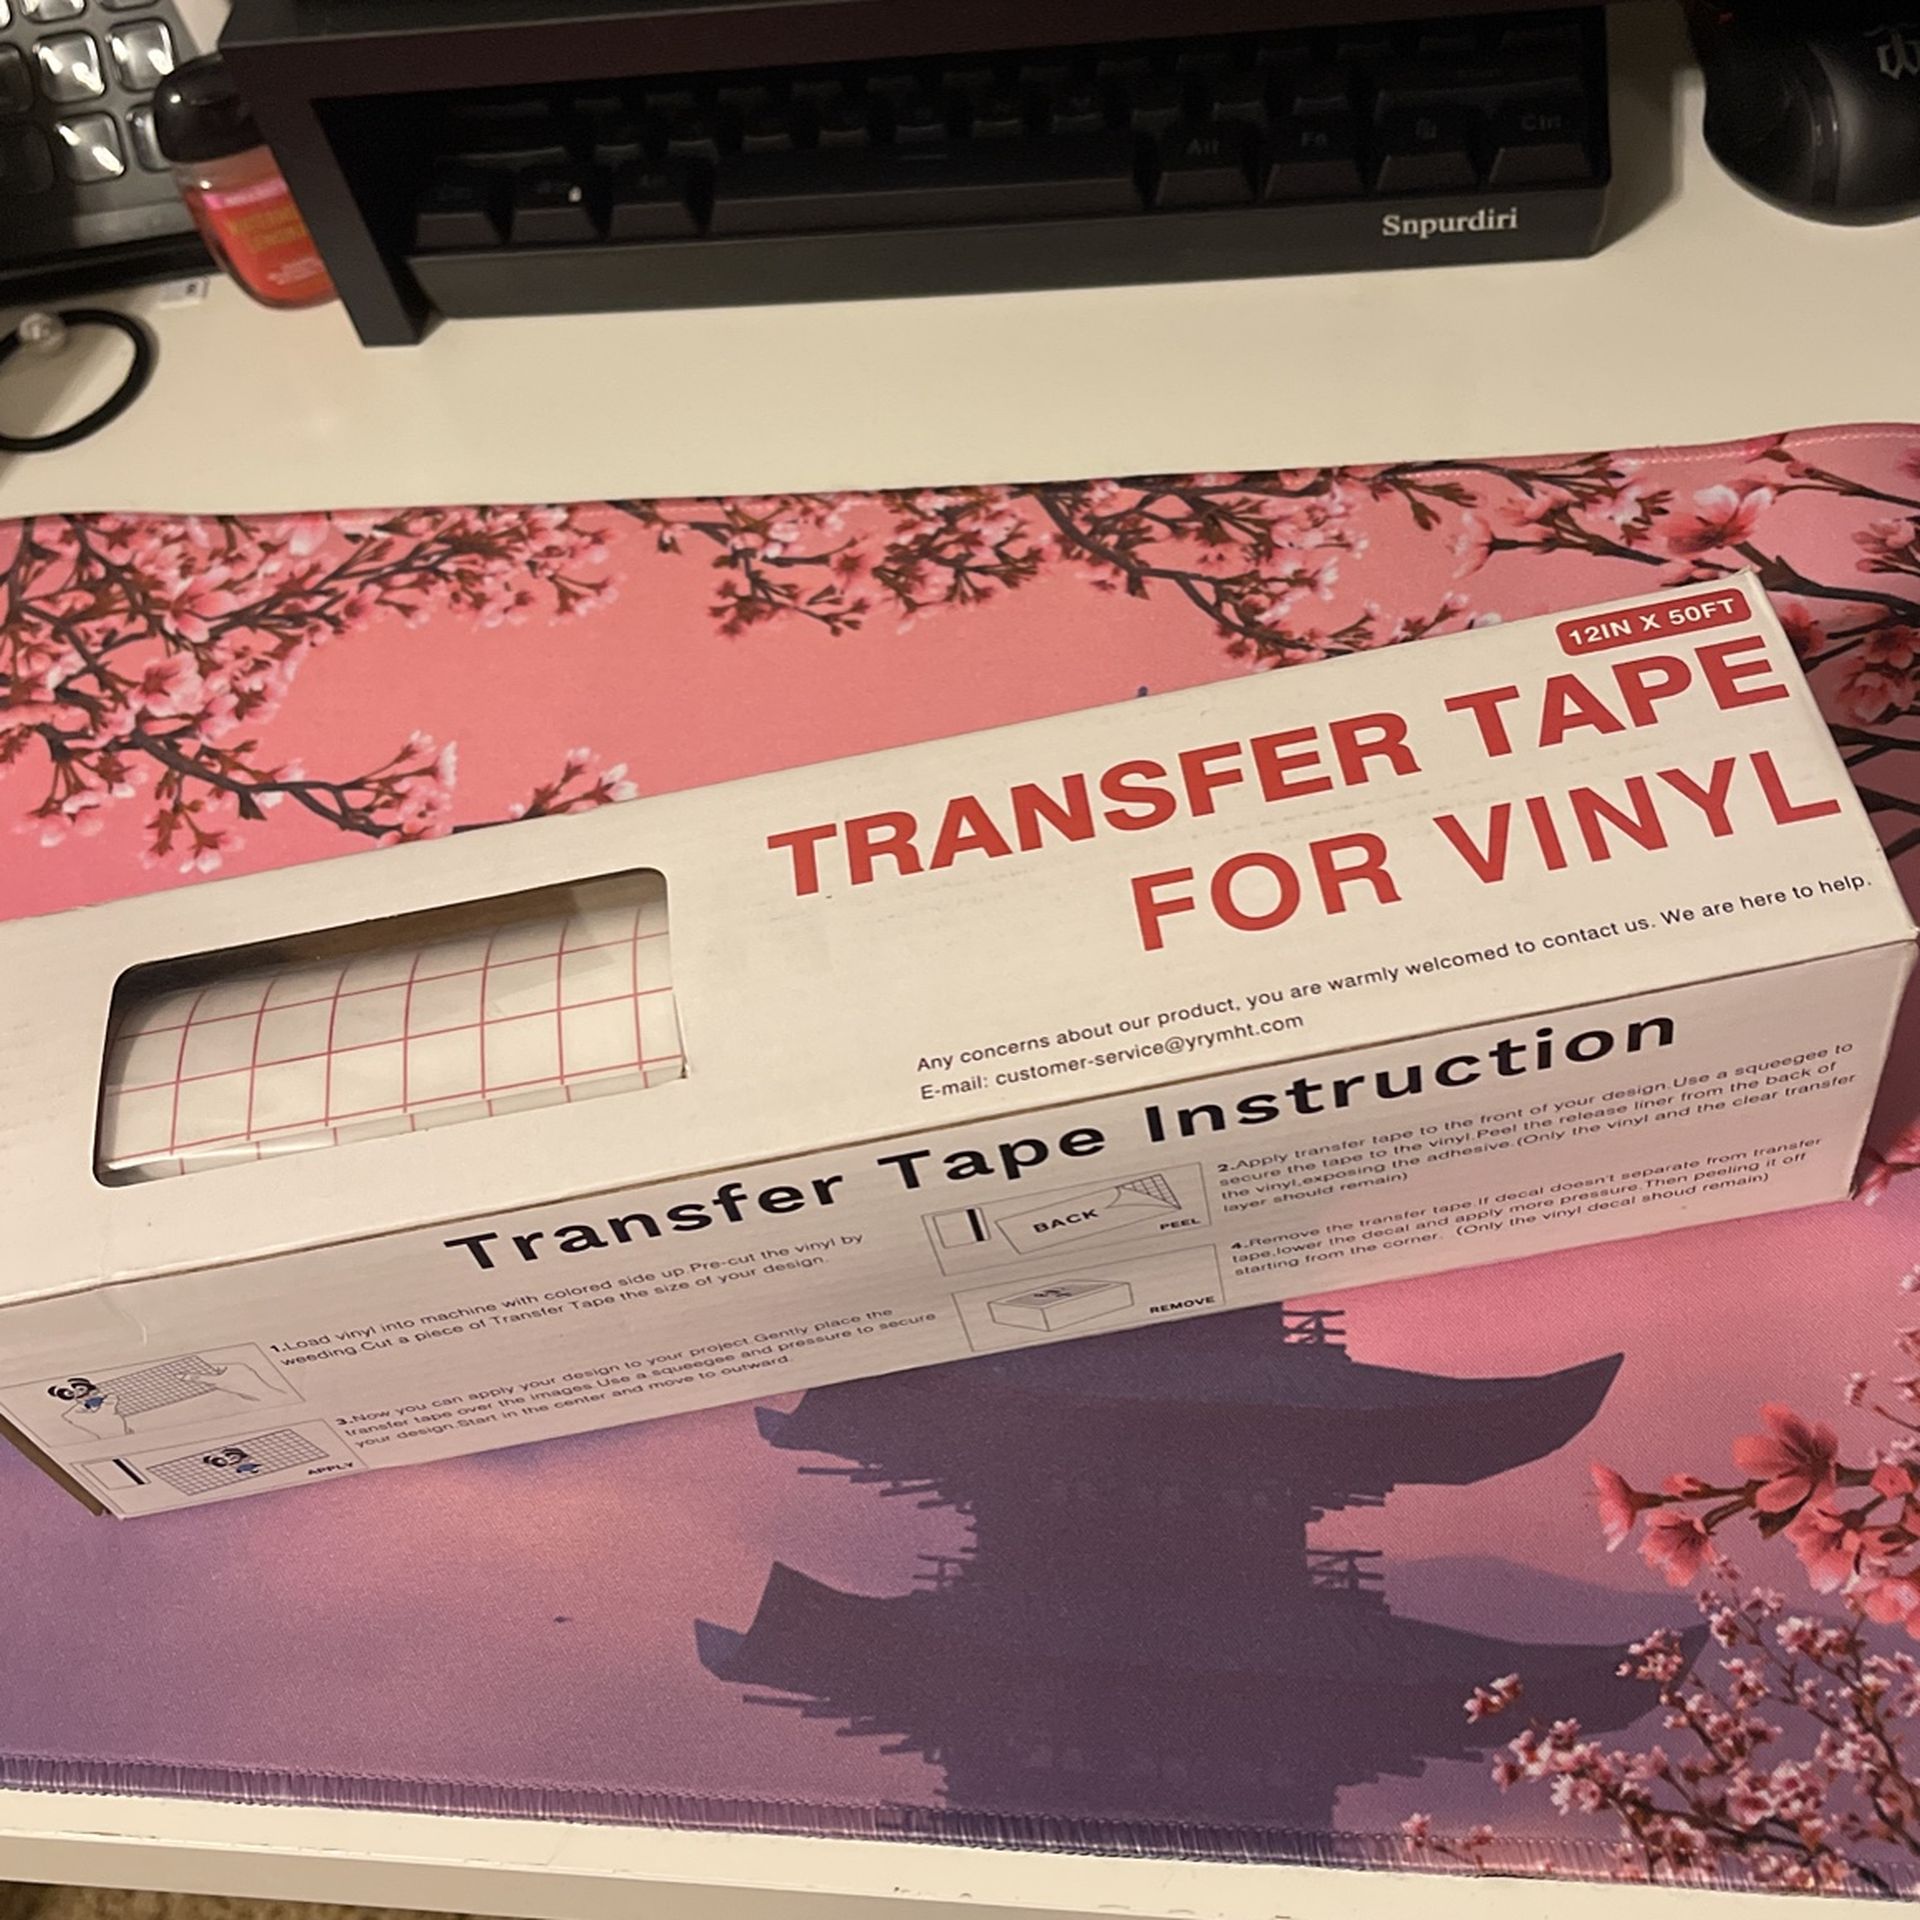 Alt Fn Ctrl
Snpurdiri
12IN X 50FT
TRANSFER TAPE
FOR VINYL
Any concerns about our product, you are warmly welcomed to contact us. We are here to help.
E-mail: customer-service@yrymht.com
Transfer Tape Instruction
1.Load vinyl into machine with colored side up.Pre-cut the vinyl by
weeding.Cut a piece of Transfer Tape the size of your design.
BACK
PEEL
2.Apply transfer tape to the front of your design.Use a squeegee to
secure the tape to the vinyl.Peel the release liner from the back of
the vinyl,exposing the adhesive.(Only the vinyl and the clear transfer
layer should remain)
APPLY
3.Now you can apply your design to your project.Gently place the
transfer tape over the images.Use a squeegee and pressure to secure
your design.Start in the center and move to outward.
REMOVE
4.Remove the transfer tape.If decal doesn't separate from transfer
tape,lower the decal and apply more pressure.Then peeling it off
starting from the corner. (Only the vinyl decal shoud remain)